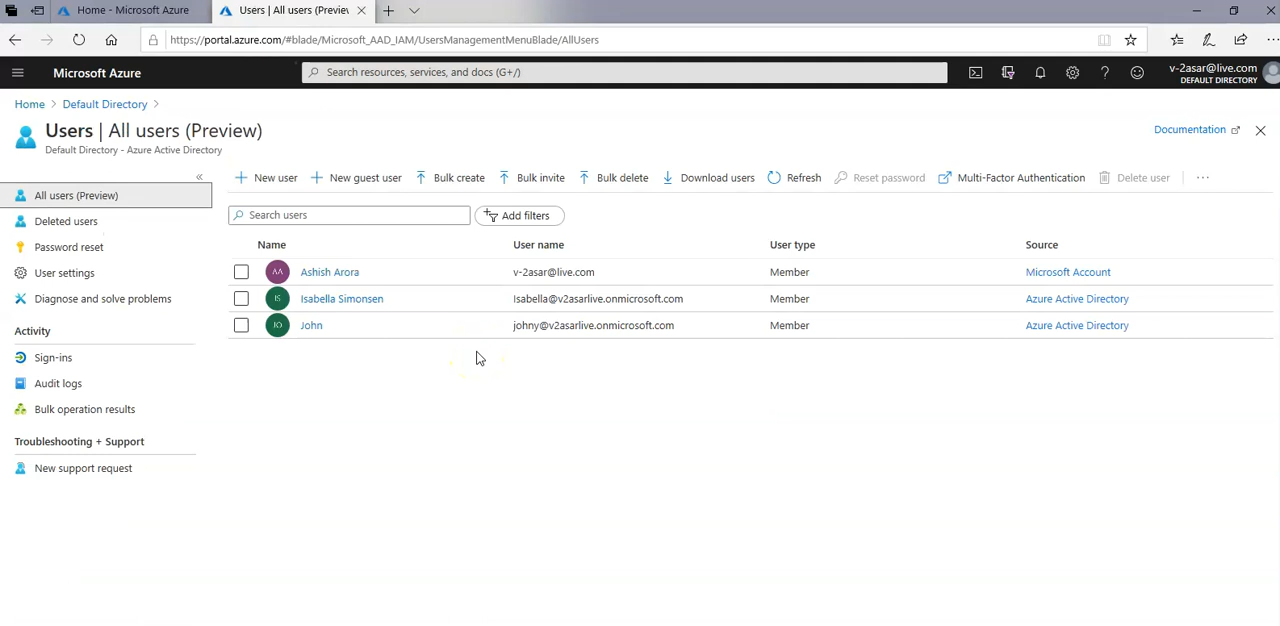 Home - Microsoft Azure
Users | All users (Preview
https://portal.azure.com/#blade/Microsoft_AAD_IAM/UsersManagementMenuBlade/AllUsers
Microsoft Azure
Search resources, services, and docs (G+/)
v-2asar@live.com
DEFAULT DIRECTORY
Home > Default Directory >
Users | All users (Preview)
Default Directory - Azure Active Directory
Documentation
«
All users (Preview)
Deleted users
Password reset
User settings
Diagnose and solve problems
Activity
Sign-ins
Audit logs
Bulk operation results
Troubleshooting + Support
New support request
New user New guest user Bulk create Bulk invite Bulk delete Download users Refresh Reset password Multi-Factor Authentication Delete user ...
Search users Add filters
Name User name User type Source
AA Ashish Arora v-2asar@live.com Member Microsoft Account
IS Isabella Simonsen Isabella@v2asarlive.onmicrosoft.com Member Azure Active Directory
JO John johny@v2asarlive.onmicrosoft.com Member Azure Active Directory